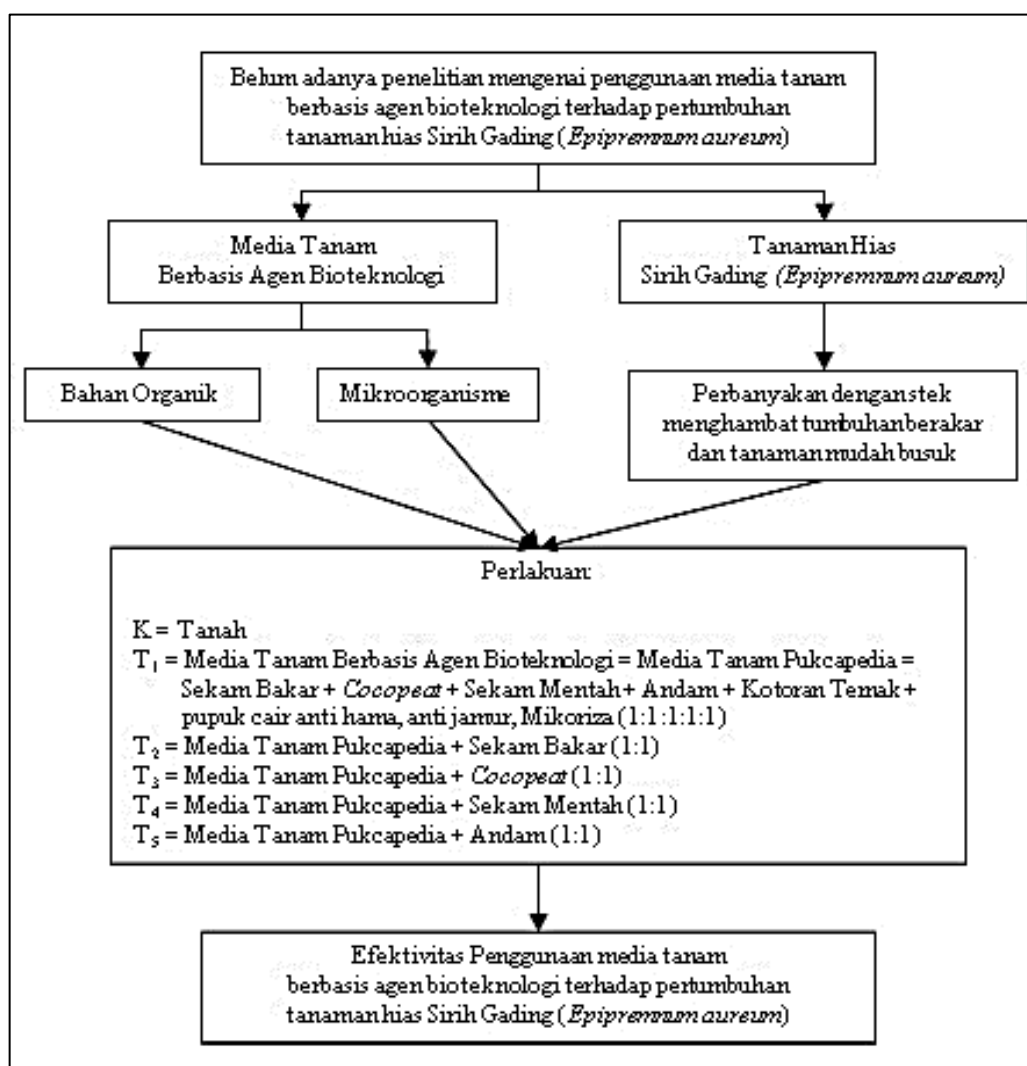 Belum adanya penelitian mengenai penggunaan media tanam
berbasis agen bioteknologi terhadap pertumbuhan
tanaman hias Sirih Gading (Epipremnum aureum)
Media Tanam
Berbasis Agen Bioteknologi
Tanaman Hias
Sirih Gading (Epipremnum aureum)
Bahan Organik
Mikroorganisme
Perbanyakan dengan stek
menghambat tumbuhan berakar
dan tanaman mudah busuk
Perlakuan:
K = Tanah
T₁ = Media Tanam Berbasis Agen Bioteknologi = Media Tanam Pukcapedia =
Sekam Bakar + Cocopeat + Sekam Mentah + Andam + Kotoran Ternak +
pupuk cair anti hama, anti jamur, Mikoriza (1:1:1:1:1)
T₂ = Media Tanam Pukcapedia + Sekam Bakar (1:1)
T₃ = Media Tanam Pukcapedia + Cocopeat (1:1)
T₄ = Media Tanam Pukcapedia + Sekam Mentah (1:1)
T₅ = Media Tanam Pukcapedia + Andam (1:1)
Efektivitas Penggunaan media tanam
berbasis agen bioteknologi terhadap pertumbuhan
tanaman hias Sirih Gading (Epipremnum aureum)